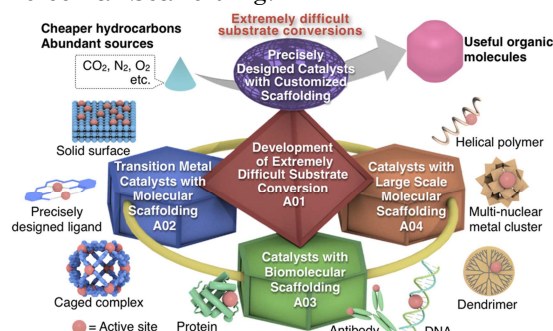 Extremely difficult
substrate conversions
Cheaper hydrocarbons
Abundant sources
CO₂, N₂, O₂
etc.
Precisely
Designed Catalysts
with Customized
Scaffolding
Useful organic
molecules
Solid surface
Helical polymer
Development
of Extremely
Difficult Substrate
Conversion
A01
Transition Metal
Catalysts with
Molecular
Scaffolding
A02
Catalysts with
Large Scale
Molecular
Scaffolding
A04
Precisely
designed ligand
Multi-nuclear
metal cluster
Catalysts with
Biomolecular
Scaffolding
A03
Caged complex
Dendrimer
= Active site
Protein
Antibody
DNA